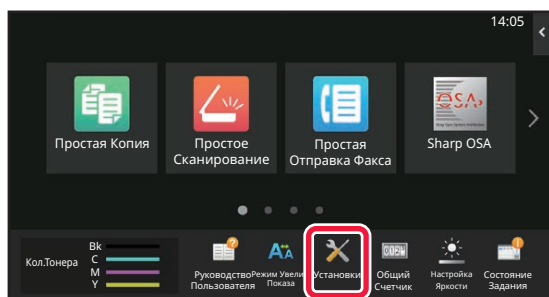 14:05
Простая Копия
Простое
Сканирование
Простая
Отправка Факса
Sharp OSA
Кол.Тонера
Bk
C
M
Y
Руководство
Пользователя
Режим Увели
Показа
Установки
Общий
Счетчик
Настройка
Яркости
Состояние
Задания